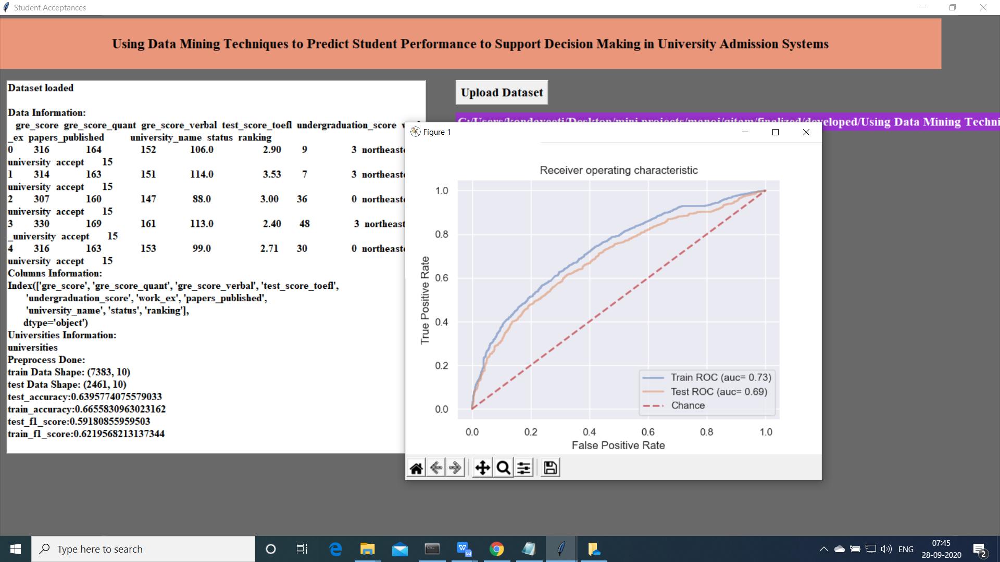 Student Acceptances
Using Data Mining Techniques to Predict Student Performance to Support Decision Making in University Admission Systems
Dataset loaded
Data Information:
gre_score gre_score_quant gre_score_verbal test_score_toefl undergraduation_score
_ex papers_published university_name status ranking
0 316 164 152 106.0 2.90 9 3 northeast
university accept 15
1 314 163 151 114.0 3.53 7 3 northeast
university accept 15
2 307 160 147 88.0 3.00 36 0 northeast
university accept 15
3 330 169 161 113.0 2.40 48 3 northeast
_university accept 15
4 316 163 153 99.0 2.71 30 0 northeast
university accept 15
Columns Information:
Index(['gre_score', 'gre_score_quant', 'gre_score_verbal', 'test_score_toefl',
'undergraduation_score', 'work_ex', 'papers_published',
'university_name', 'status', 'ranking'],
dtype='object')
Universities Information:
universities
Preprocess Done:
train Data Shape: (7383, 10)
test Data Shape: (2461, 10)
test_accuracy:0.6395774075579033
train_accuracy:0.6655830963023162
test_f1_score:0.59180855959503
train_f1_score:0.6219568213137344
Upload Dataset
C:/Users/kondaveeti/Desktop/mini projects/manoj/gitam/finalized/developed/Using Data Mining Techni
Figure 1
Receiver operating characteristic
True Positive Rate
1.0
0.8
0.6
0.4
0.2
0.0
Train ROC (auc= 0.73)
Test ROC (auc= 0.69)
Chance
0.0 0.2 0.4 0.6 0.8 1.0
False Positive Rate
Type here to search
ENG
07:45
28-09-2020
2